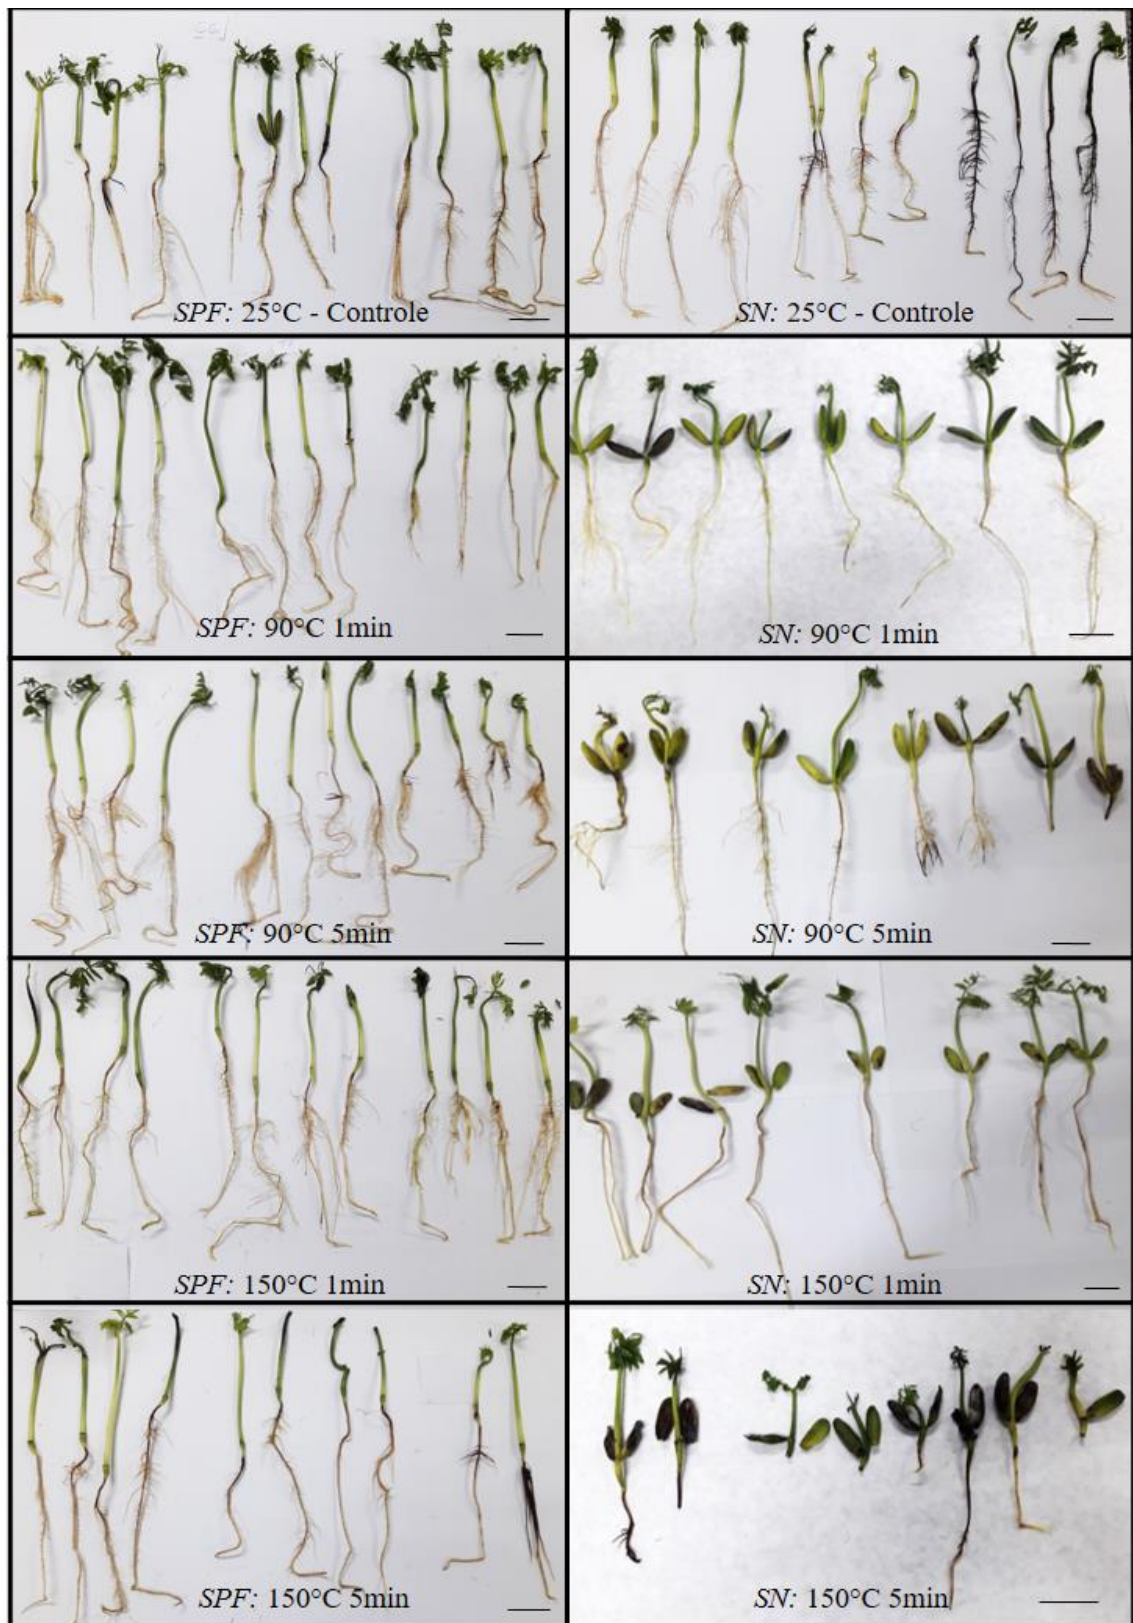 SPF: 25°C - Controle
SN: 25°C - Controle
SPF: 90°C 1min
SN: 90°C 1min
SPF: 90°C 5min
SN: 90°C 5min
SPF: 150°C 1min
SN: 150°C 1min
SPF: 150°C 5min
SN: 150°C 5min